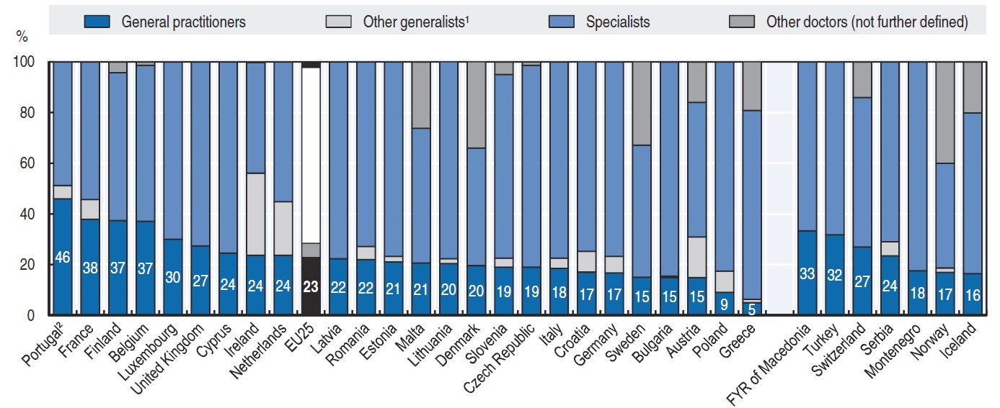 General practitioners Other generalists¹ Specialists Other doctors (not further defined)
%
100
80
60
40
20
0
46 38 37 37 30 27 24 24 24 23 22 22 21 21 20 20 19 19 18 17 17 15 15 15 9 5 33 32 27 24 18 17 16
Portugal²
France
Finland
Belgium
Luxembourg
United Kingdom
Cyprus
Ireland
Netherlands
EU25
Latvia
Romania
Estonia
Malta
Lithuania
Denmark
Slovenia
Czech Republic
Italy
Croatia
Germany
Sweden
Bulgaria
Austria
Poland
Greece
FYR of Macedonia
Turkey
Switzerland
Serbia
Montenegro
Norway
Iceland